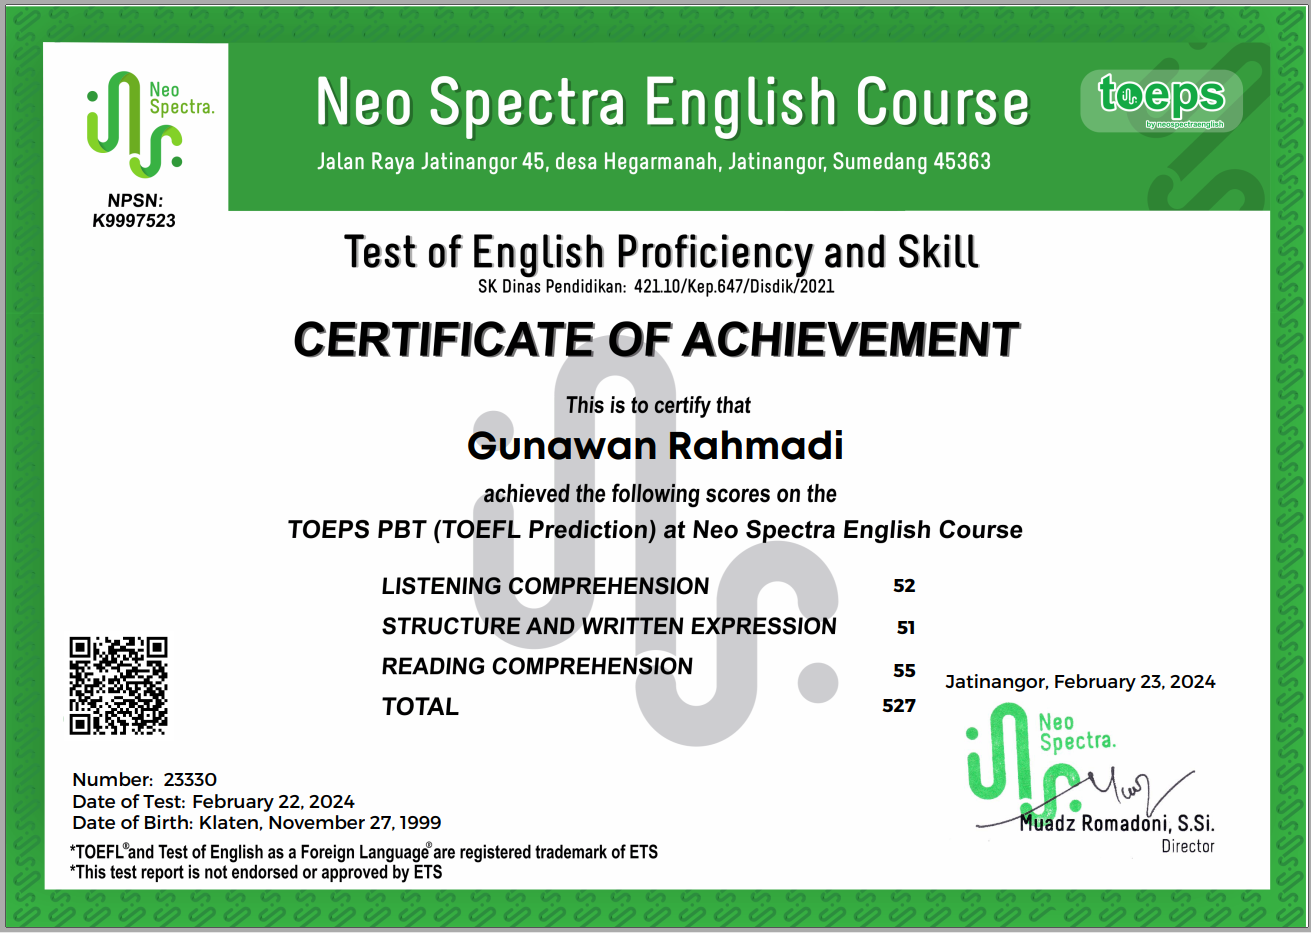 Neo
Spectra.
NPSN:
K9997523
Neo Spectra English Course
Jalan Raya Jatinangor 45, desa Hegarmanah, Jatinangor, Sumedang 45363
toeps
by neospectraenglish
Test of English Proficiency and Skill
SK Dinas Pendidikan: 421.10/Kep.647/Disdik/2021
CERTIFICATE OF ACHIEVEMENT
This is to certify that
Gunawan Rahmadi
achieved the following scores on the
TOEPS PBT (TOEFL Prediction) at Neo Spectra English Course
LISTENING COMPREHENSION 52
STRUCTURE AND WRITTEN EXPRESSION 51
READING COMPREHENSION 55
TOTAL 527
Jatinangor, February 23, 2024
Neo
Spectra.
Muadz Romadoni, S.Si.
Director
Number: 23330
Date of Test: February 22, 2024
Date of Birth: Klaten, November 27, 1999
*TOEFL®and Test of English as a Foreign Language®are registered trademark of ETS
*This test report is not endorsed or approved by ETS